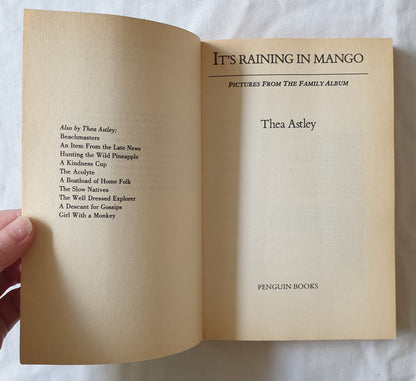 Also by Thea Astley:
Beachmasters
An Item From the Late News
Hunting the Wild Pineapple
A Kindness Cup
The Acolyte
A Boatload of Home Folk
The Slow Natives
The Well Dressed Explorer
A Descant for Gossips
Girl With a Monkey
IT'S RAINING IN MANGO
PICTURES FROM THE FAMILY ALBUM
Thea Astley
PENGUIN BOOKS